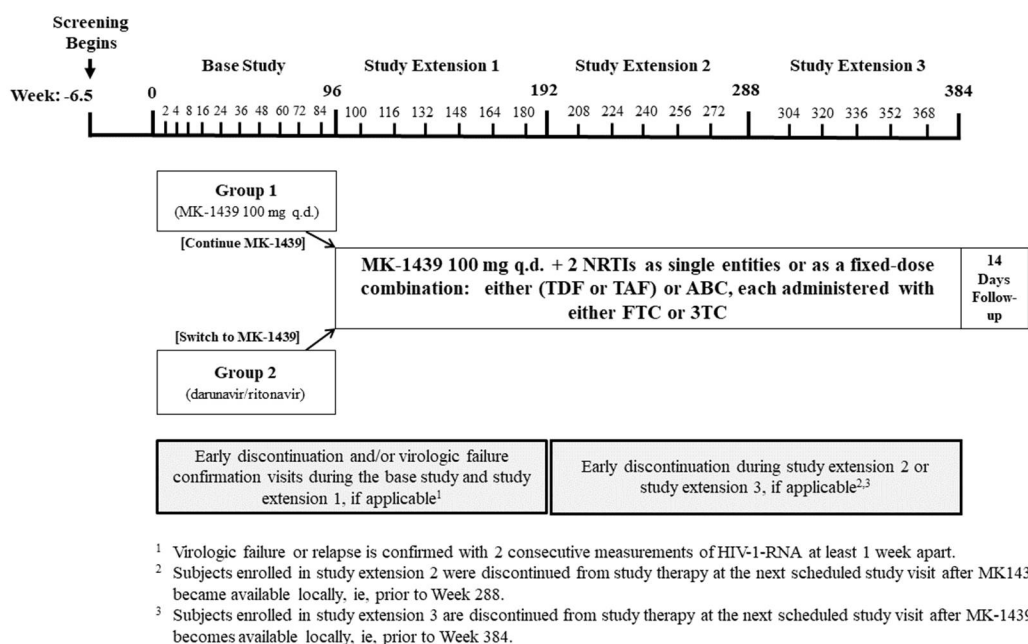 Screening
Begins
Base Study Study Extension 1 Study Extension 2 Study Extension 3
Week: -6.5 0 96 192 288 384
2 4 8 16 24 36 48 60 72 84 100 116 132 148 164 180 208 224 240 256 272 304 320 336 352 368
Group 1
(MK-1439 100 mg q.d.)
[Continue MK-1439]
MK-1439 100 mg q.d. + 2 NRTIs as single entities or as a fixed-dose
combination: either (TDF or TAF) or ABC, each administered with
either FTC or 3TC
14
Days
Follow-
up
[Switch to MK-1439]
Group 2
(darunavir/ritonavir)
Early discontinuation and/or virologic failure
confirmation visits during the base study and study
extension 1, if applicable1
Early discontinuation during study extension 2 or
study extension 3, if applicable2,3
1 Virologic failure or relapse is confirmed with 2 consecutive measurements of HIV-1-RNA at least 1 week apart.
2 Subjects enrolled in study extension 2 were discontinued from study therapy at the next scheduled study visit after
became available locally, ie, prior to Week 288.
3 Subjects enrolled in study extension 3 are discontinued from study therapy at the next scheduled study visit after MK-1439
becomes available locally, ie, prior to Week 384.